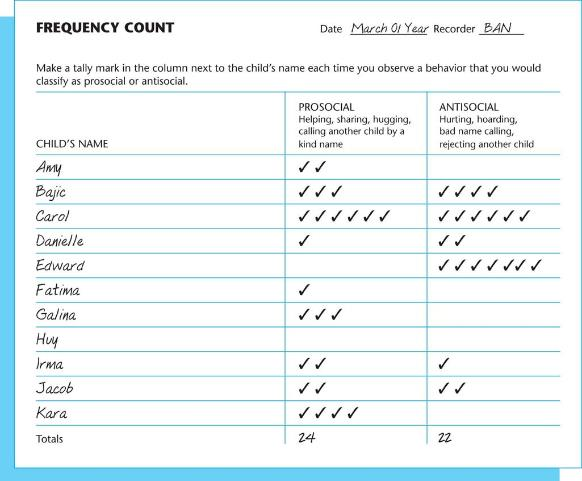 FREQUENCY COUNT Date March 01 Year Recorder BAN
Make a tally mark in the column next to the child's name each time you observe a behavior that you would
classify as prosocial or antisocial.
PROSOCIAL ANTISOCIAL
Helping, sharing, hugging, Hurting, hoarding,
calling another child by a bad name calling,
CHILD'S NAME kind name rejecting another child
Amy ✓✓
Bajic ✓✓✓ ✓✓✓✓
Carol ✓✓✓✓✓✓ ✓✓✓✓✓✓
Danielle ✓ ✓✓
Edward ✓✓✓✓✓✓✓
Fatima ✓
Galina ✓✓✓
Huy
Irma ✓✓ ✓
Jacob ✓✓ ✓✓
Kara ✓✓✓✓
Totals 24 22